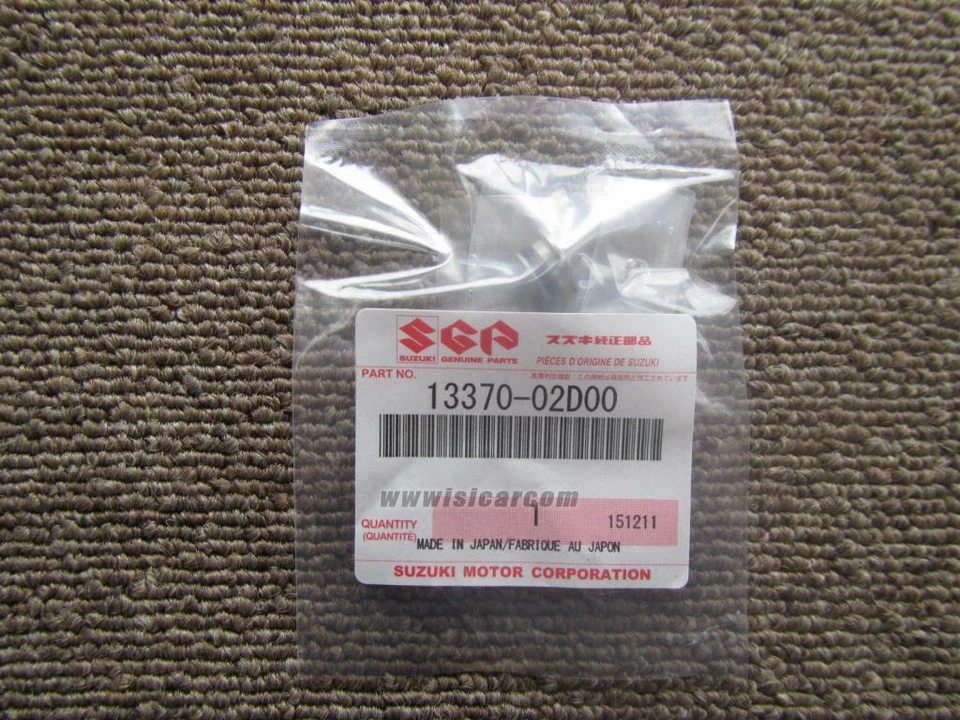 SGP スズキ純正部品
SUZUKI GENUINE PARTS PIÈCES D'ORIGINE DE SUZUKI
PART NO.
13370-02D00
www.isicar.com
QUANTITY 1 151211
(QUANTITÉ) MADE IN JAPAN/FABRIQUE AU JAPON
SUZUKI MOTOR CORPORATION